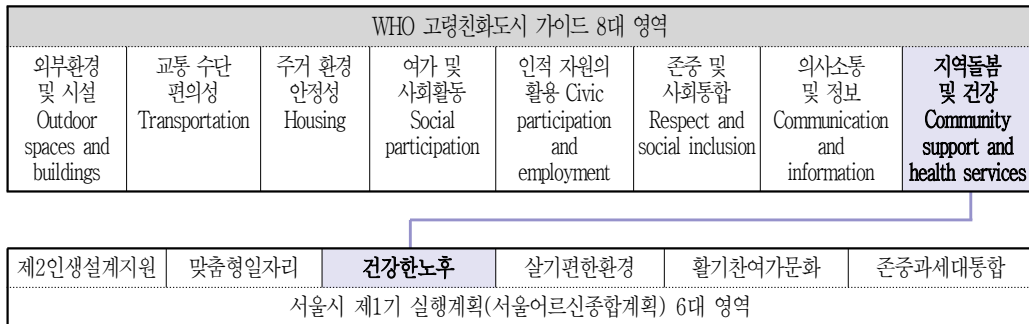 WHO 고령친화도시 가이드 8대 영역
외부환경
및 시설
Outdoor
spaces and
buildings
교통 수단
편의성
Transportation
주거 환경
안정성
Housing
여가 및
사회활동
Social
participation
인적 자원의
활용 Civic
participation
and
employment
존중 및
사회통합
Respect and
social inclusion
의사소통
및 정보
Communication
and
information
지역돌봄
및 건강
Community
support and
health services
제2인생설계지원 맞춤형일자리 건강한노후 살기편한환경 활기찬여가문화 존중과세대통합
서울시 제1기 실행계획(서울어르신종합계획) 6대 영역